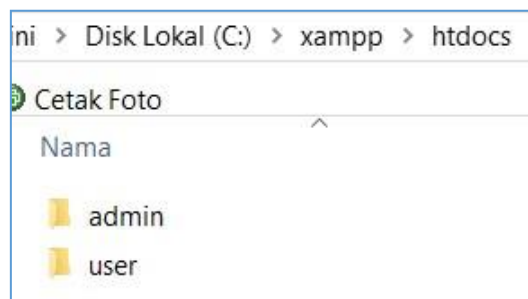 ini > Disk Lokal (C:) > xampp > htdocs
Cetak Foto
Nama
admin
user